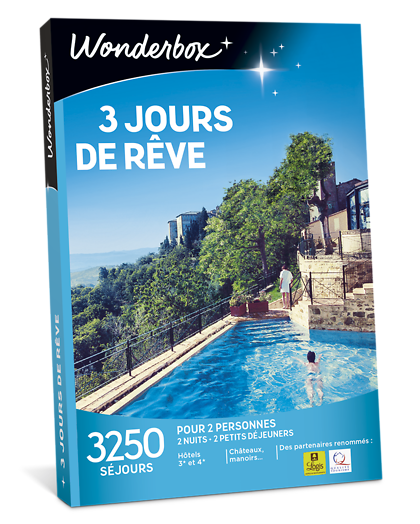 Wonderbox
Wonderbox
3 JOURS
DE RÊVE
3 JOURS DE RÊVE
3250
SÉJOURS
POUR 2 PERSONNES
2 NUITS - 2 PETITS DÉJEUNERS
Hôtels
3* et 4*
Châteaux,
manoirs...
Des partenaires renommés :
Logis